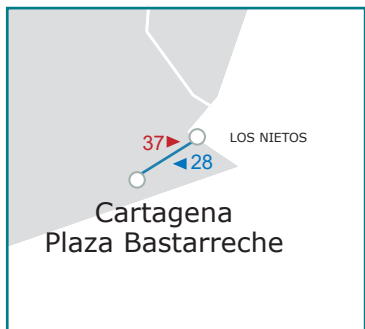 37►
LOS NIETOS
◄28
Cartagena
Plaza Bastarreche